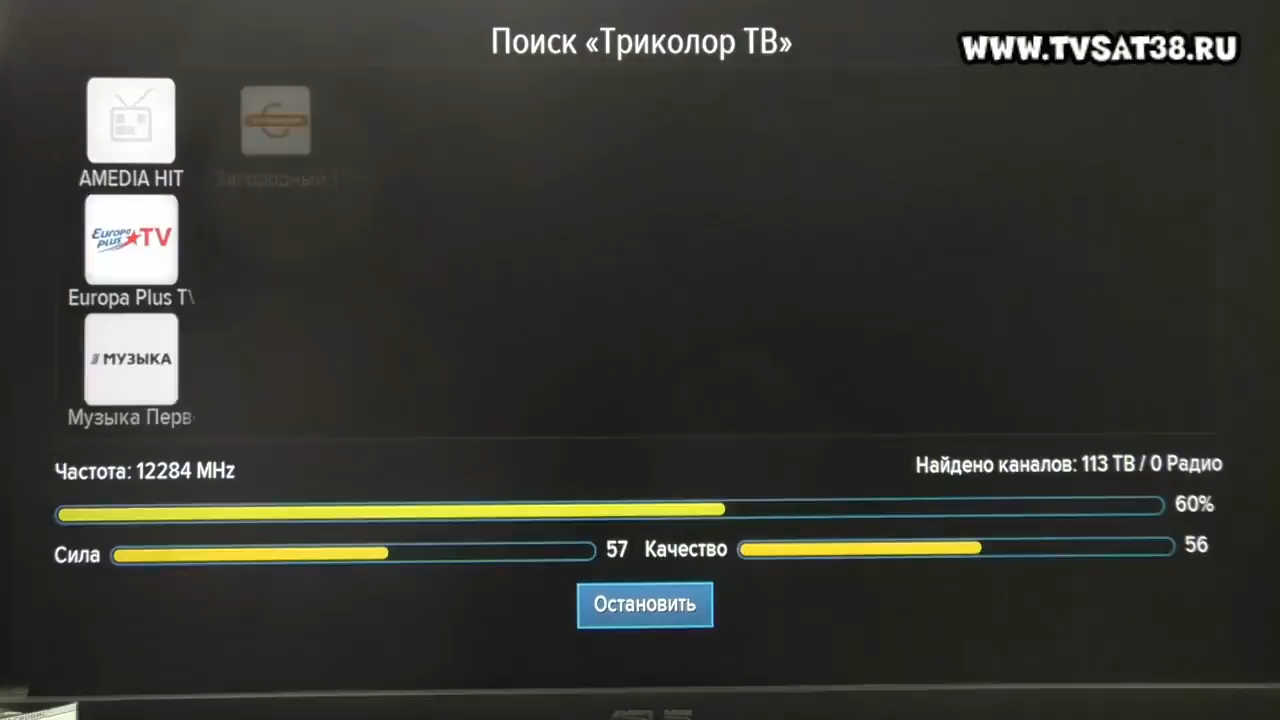 Поиск «Триколор ТВ»
WWW.TVSAT38.RU
AMEDIA HIT
Загородный
EUROPA PLUS TV
Europa Plus TV
МУЗЫКА
Музыка Перв
Частота: 12284 MHz
Найдено каналов: 113 ТВ / 0 Радио
60%
Сила
57
Качество
56
Остановить